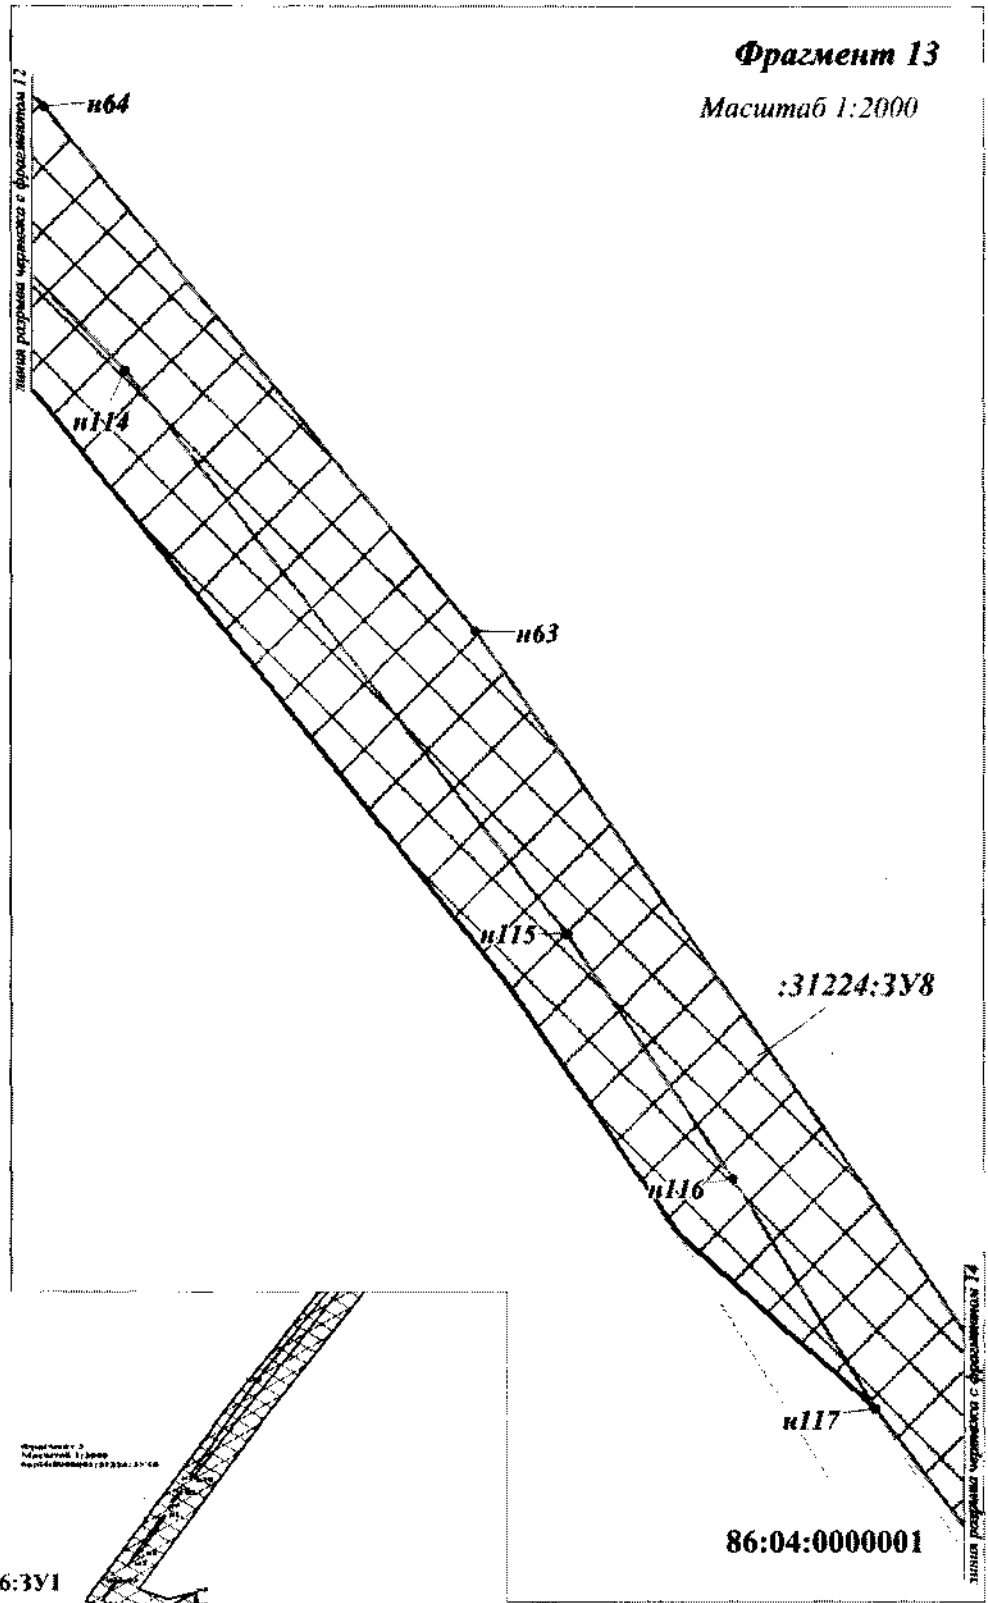 Фрагмент 13
Масштаб 1:2000
линия разрыва чертежа с фрагментом 12
н64
н114
н63
н115
:31224:ЗУ8
н116
линия разрыва чертежа с фрагментом 14
н117
86:04:0000001
6:ЗУ1